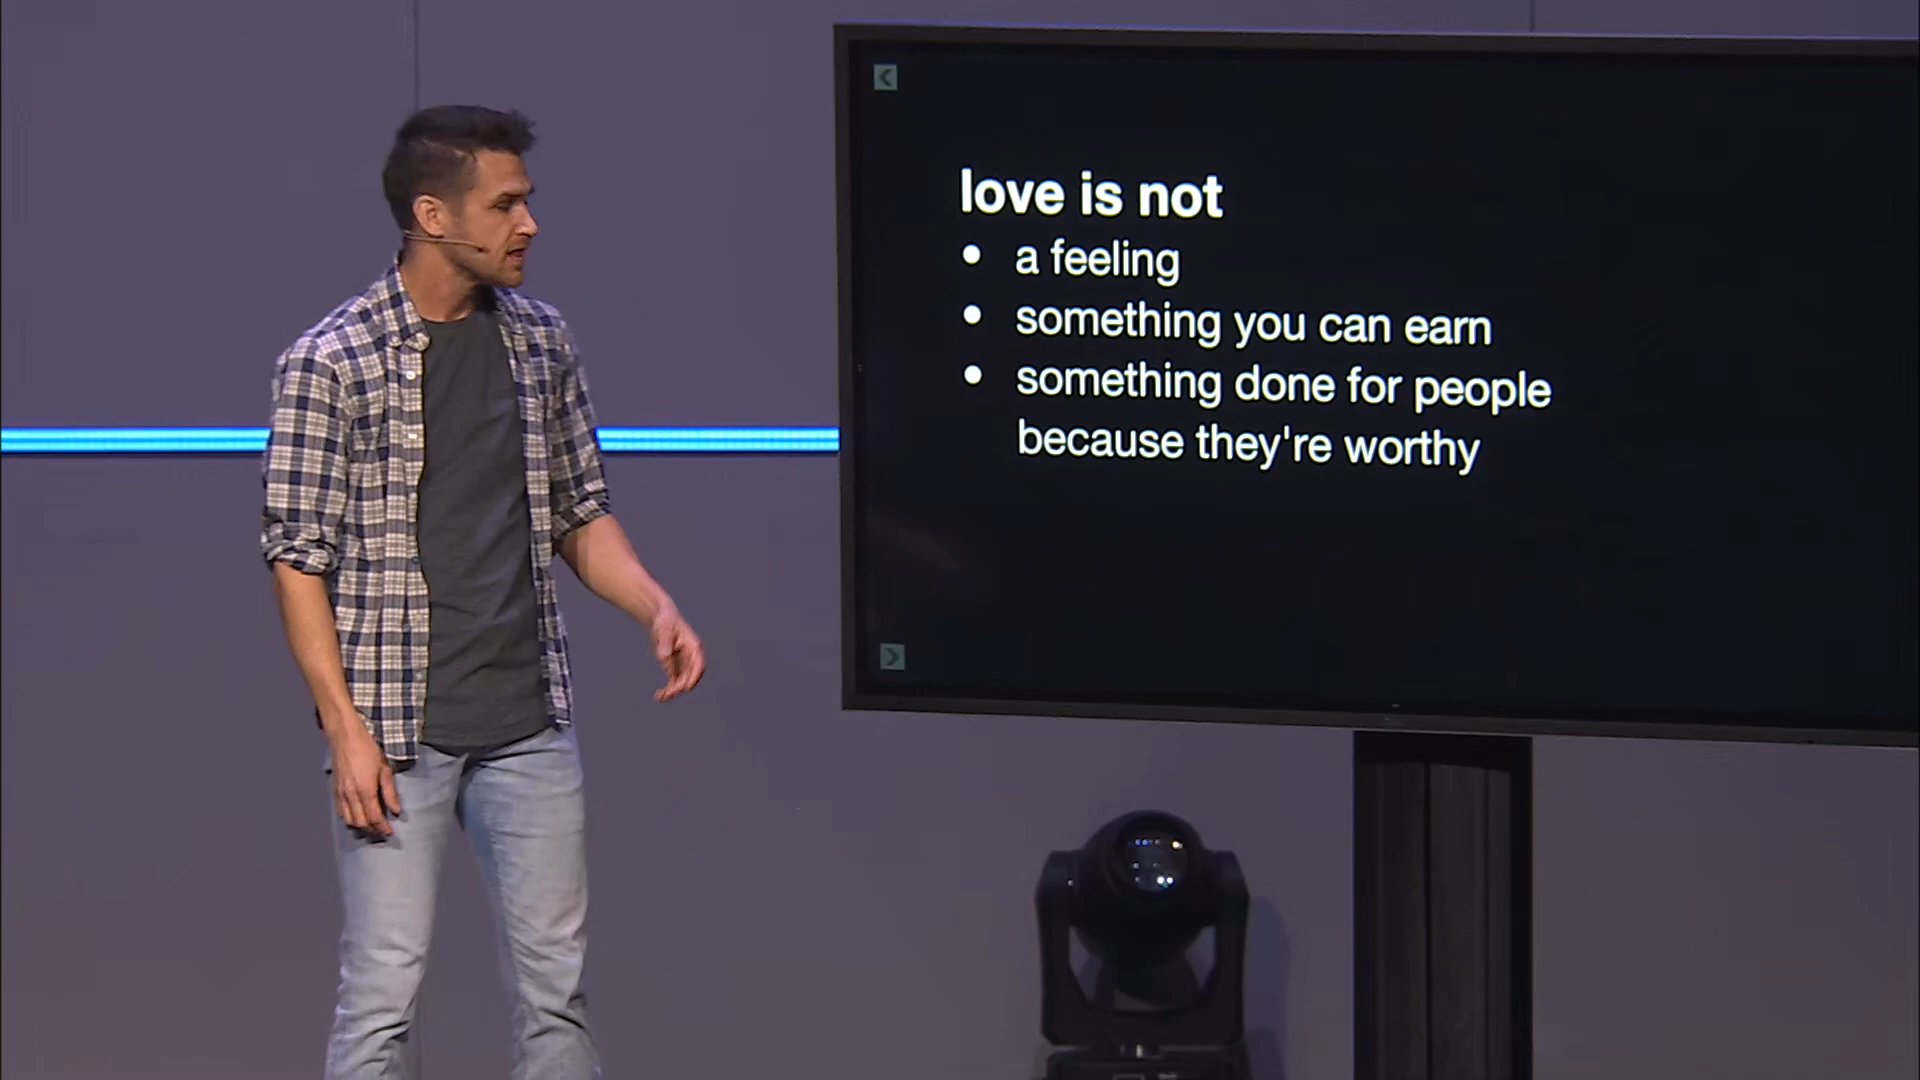 love is not
• a feeling
• something you can earn
• something done for people
because they're worthy